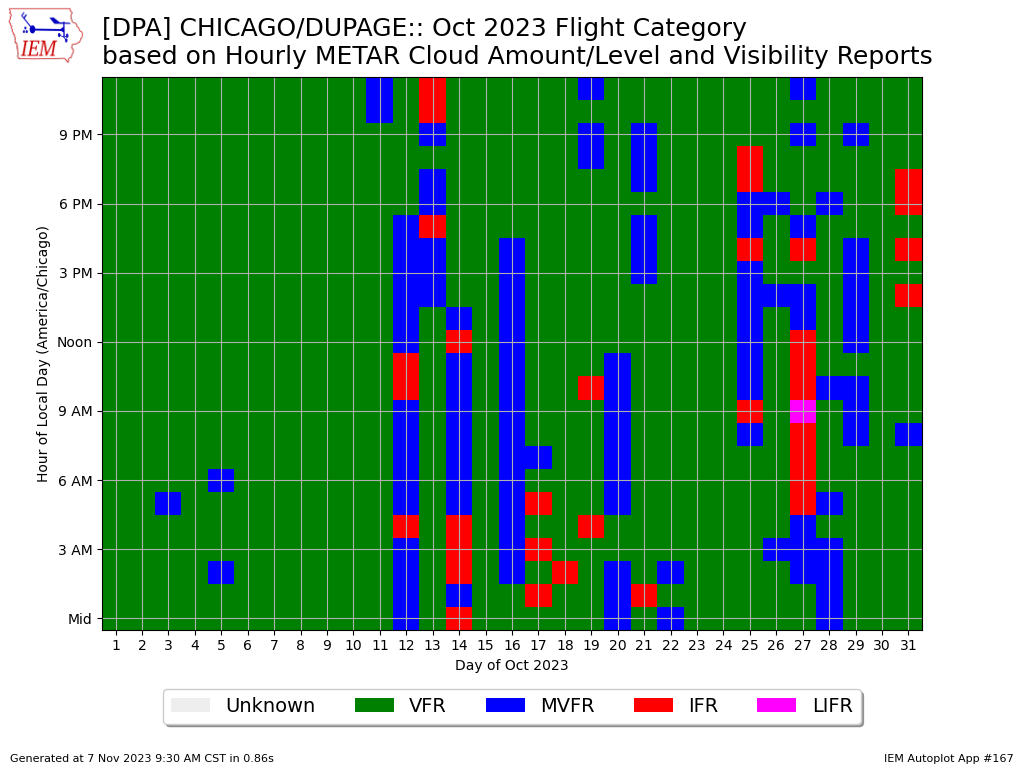 IEM
[DPA] CHICAGO/DUPAGE:: Oct 2023 Flight Category
based on Hourly METAR Cloud Amount/Level and Visibility Reports
Hour of Local Day (America/Chicago)
9 PM
6 PM
3 PM
Noon
9 AM
6 AM
3 AM
Mid
1 2 3 4 5 6 7 8 9 10 11 12 13 14 15 16 17 18 19 20 21 22 23 24 25 26 27 28 29 30 31
Day of Oct 2023
Unknown VFR MVFR IFR LIFR
Generated at 7 Nov 2023 9:30 AM CST in 0.86s
IEM Autoplot App #167